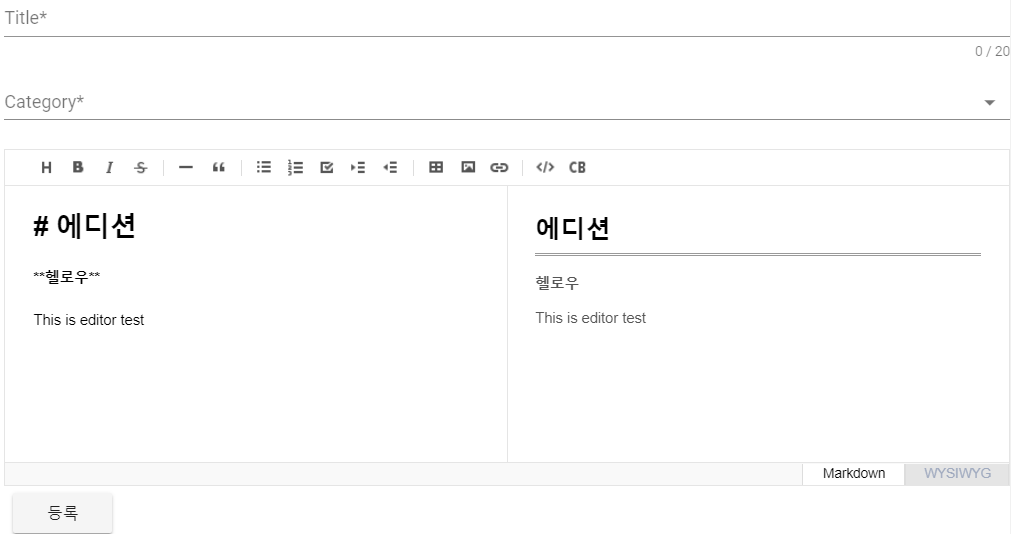 Title*
0 / 20
Category*
H B I S CB
# 에디션
**헬로우**
This is editor test
에디션
헬로우
This is editor test
Markdown WYSIWYG
등록